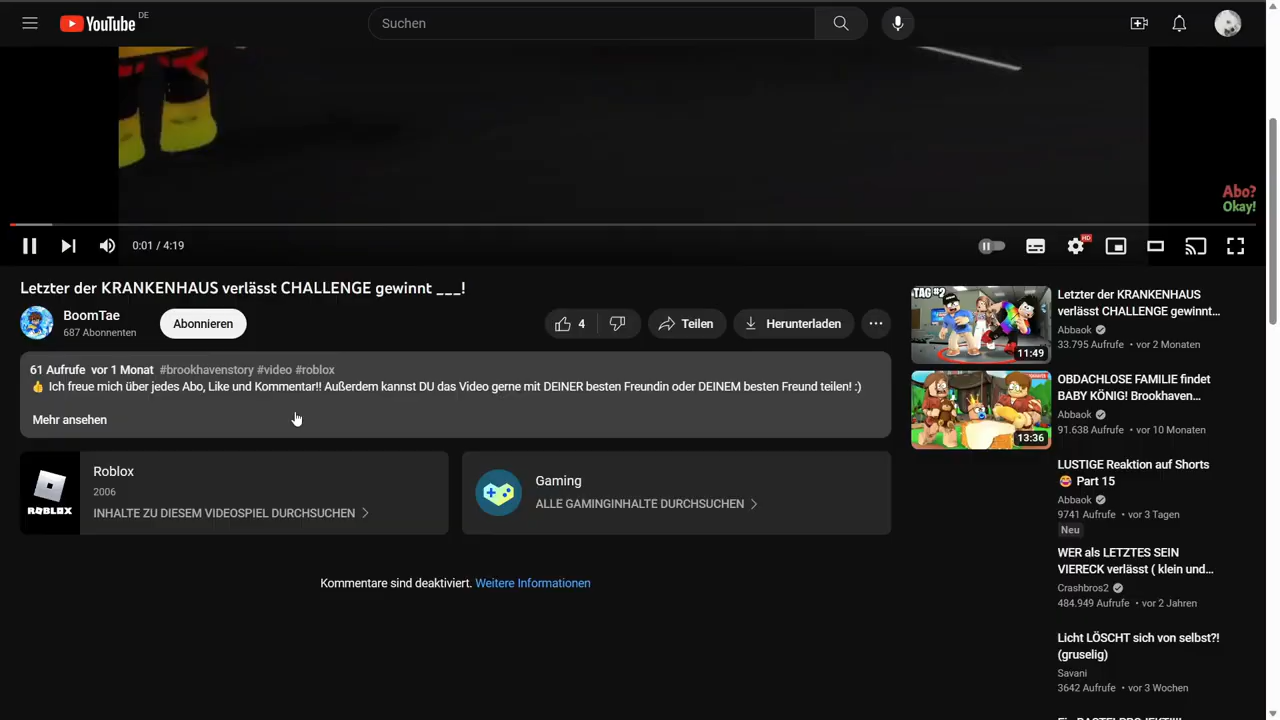 YouTube DE
Suchen
Abo?
Okay!
0:01 / 4:19
HD
Letzter der KRANKENHAUS verlässt CHALLENGE gewinnt ___!
BoomTae
687 Abonnenten
Abonnieren
4
Teilen
Herunterladen
61 Aufrufe vor 1 Monat #brookhavenstory #video #roblox
👍 Ich freue mich über jedes Abo, Like und Kommentar!! Außerdem kannst DU das Video gerne mit DEINER besten Freundin oder DEINEM besten Freund teilen! :)
Mehr ansehen
ROBLOX
Roblox
2006
INHALTE ZU DIESEM VIDEOSPIEL DURCHSUCHEN
Gaming
ALLE GAMINGINHALTE DURCHSUCHEN
Kommentare sind deaktiviert. Weitere Informationen
TAG #2
11:49
Letzter der KRANKENHAUS
verlässt CHALLENGE gewinnt...
Abbaok
33.795 Aufrufe • vor 2 Monaten
13:36
OBDACHLOSE FAMILIE findet
BABY KÖNIG! Brookhaven...
Abbaok
91.638 Aufrufe • vor 10 Monaten
LUSTIGE Reaktion auf Shorts
🤣 Part 15
Abbaok
9741 Aufrufe • vor 3 Tagen
Neu
WER als LETZTES SEIN
VIERECK verlässt ( klein und...
Crashbros2
484.949 Aufrufe • vor 2 Jahren
Licht LÖSCHT sich von selbst?!
(gruselig)
Savani
3642 Aufrufe • vor 3 Wochen